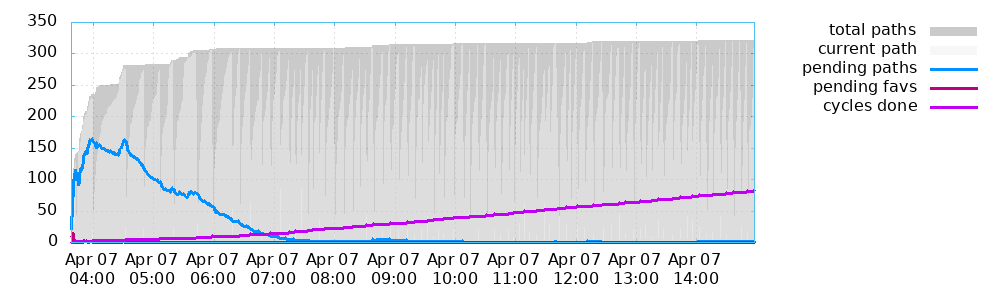 350
300
250
200
150
100
50
0
Apr 07 Apr 07 Apr 07 Apr 07 Apr 07 Apr 07 Apr 07 Apr 07 Apr 07 Apr 07 Apr 07
04:00 05:00 06:00 07:00 08:00 09:00 10:00 11:00 12:00 13:00 14:00
total paths
current path
pending paths
pending favs
cycles done